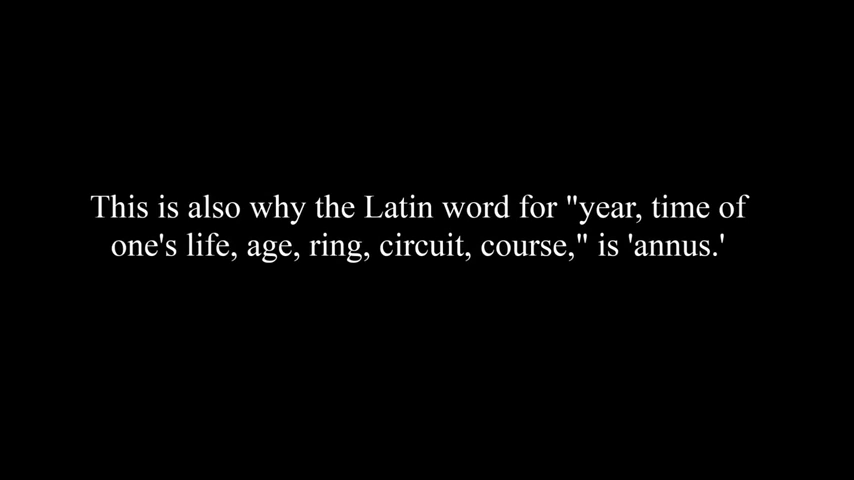 This is also why the Latin word for "year, time of
one's life, age, ring, circuit, course," is 'annus.'